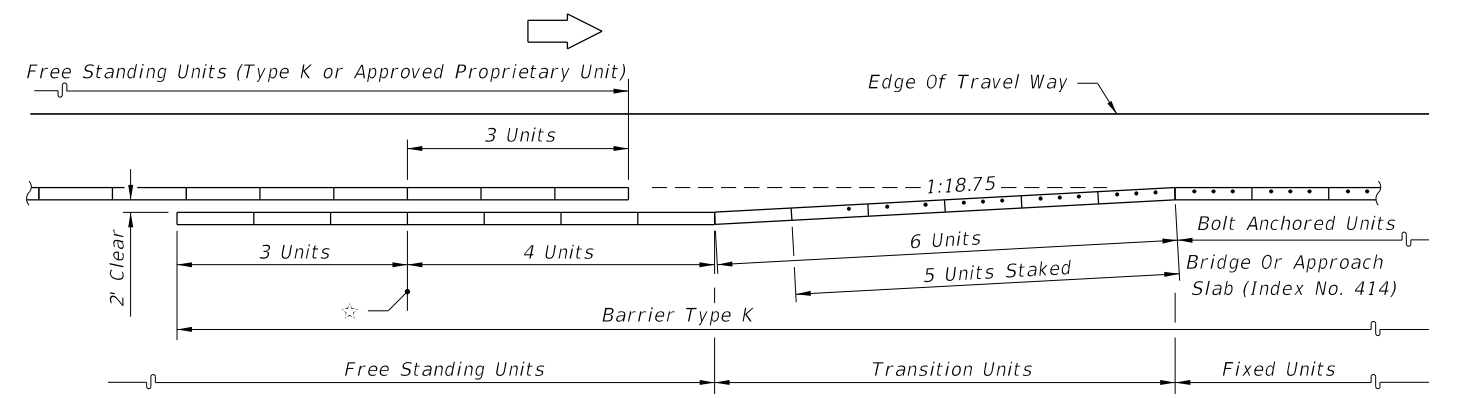 Free Standing Units (Type K or Approved Proprietary Unit)
Edge Of Travel Way
3 Units
1:18.75
2' Clear
3 Units
4 Units
6 Units
5 Units Staked
Bolt Anchored Units
Bridge Or Approach
Slab (Index No. 414)
Barrier Type K
Free Standing Units
Transition Units
Fixed Units